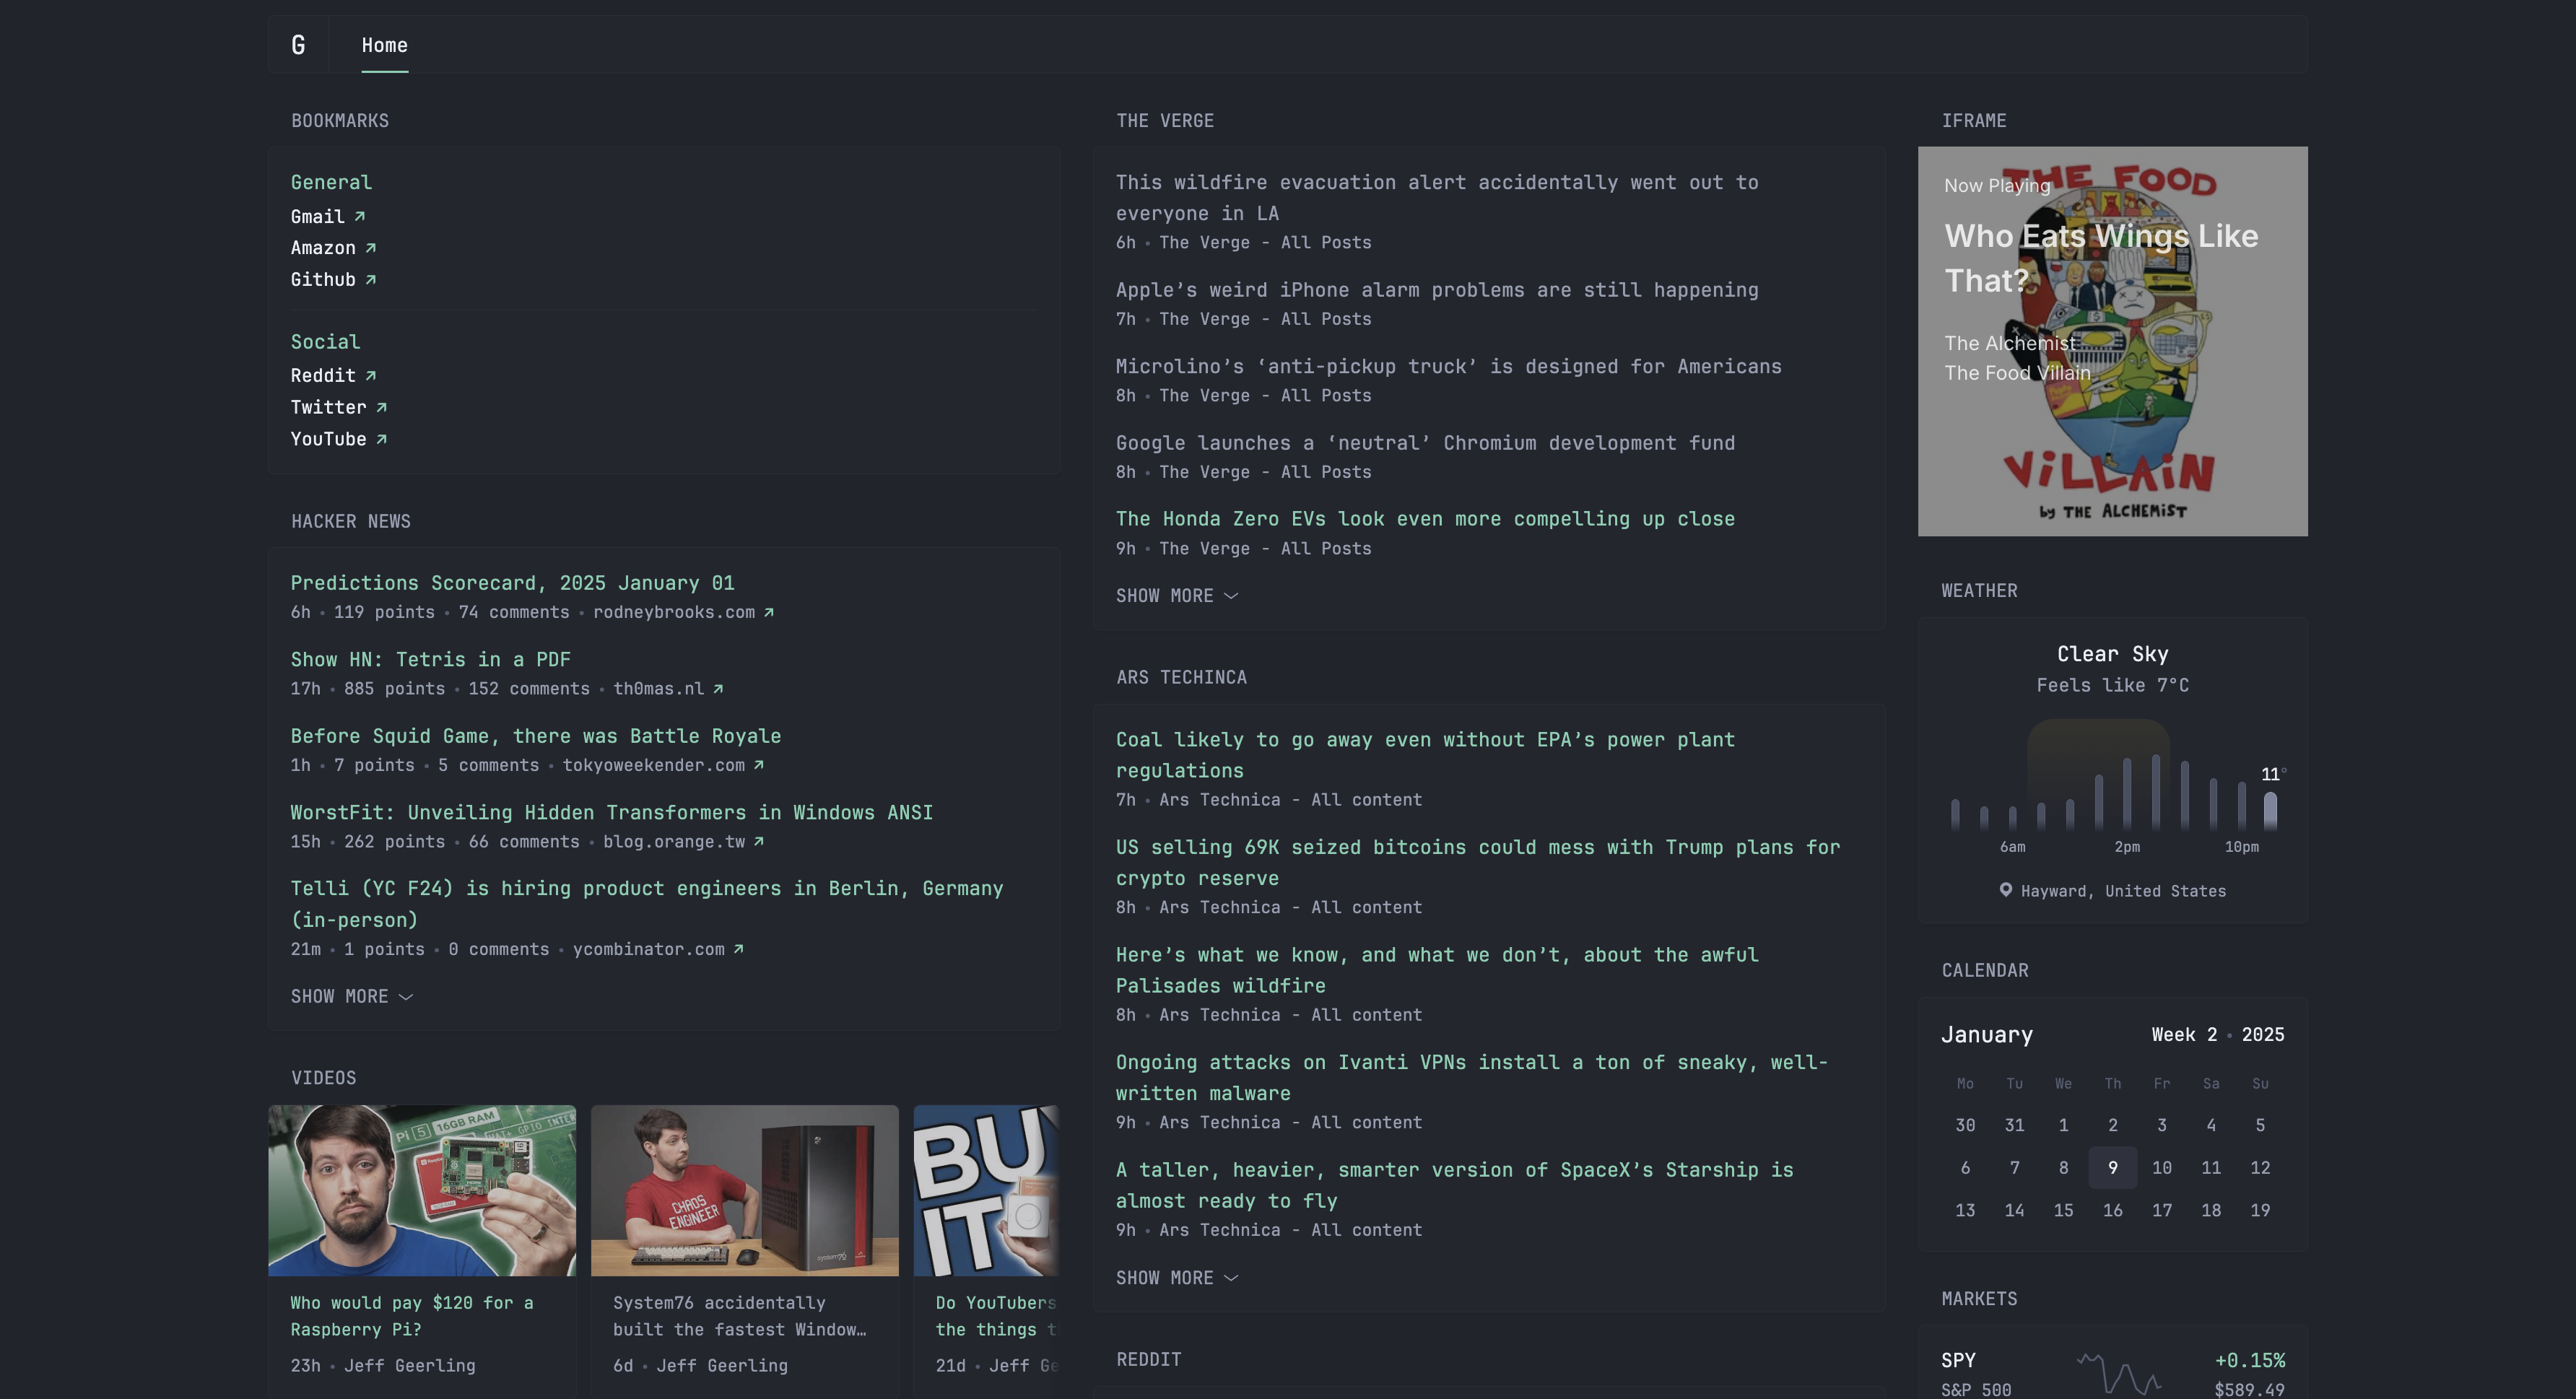 G
Home
BOOKMARKS
General
Gmail
Amazon
Github
Social
Reddit
Twitter
YouTube
HACKER NEWS
Predictions Scorecard, 2025 January 01
6h • 119 points • 74 comments • rodneybrooks.com
Show HN: Tetris in a PDF
17h • 885 points • 152 comments • th0mas.nl
Before Squid Game, there was Battle Royale
1h • 7 points • 5 comments • tokyoweekender.com
WorstFit: Unveiling Hidden Transformers in Windows ANSI
15h • 262 points • 66 comments • blog.orange.tw
Telli (YC F24) is hiring product engineers in Berlin, Germany
(in-person)
21m • 1 points • 0 comments • ycombinator.com
SHOW MORE
VIDEOS
Pi 5 16GB RAM
BUY
IT
CHAOS
ENGINEER
system76
Who would pay $120 for a
Raspberry Pi?
23h • Jeff Geerling
System76 accidentally
built the fastest Window…
6d • Jeff Geerling
Do YouTubers
the things t
21d • Jeff Ge
THE VERGE
This wildfire evacuation alert accidentally went out to
everyone in LA
6h • The Verge - All Posts
Apple’s weird iPhone alarm problems are still happening
7h • The Verge - All Posts
Microlino’s ‘anti-pickup truck’ is designed for Americans
8h • The Verge - All Posts
Google launches a ‘neutral’ Chromium development fund
8h • The Verge - All Posts
The Honda Zero EVs look even more compelling up close
9h • The Verge - All Posts
SHOW MORE
ARS TECHINCA
Coal likely to go away even without EPA’s power plant
regulations
7h • Ars Technica - All content
US selling 69K seized bitcoins could mess with Trump plans for
crypto reserve
8h • Ars Technica - All content
Here’s what we know, and what we don’t, about the awful
Palisades wildfire
8h • Ars Technica - All content
Ongoing attacks on Ivanti VPNs install a ton of sneaky, well-
written malware
9h • Ars Technica - All content
A taller, heavier, smarter version of SpaceX’s Starship is
almost ready to fly
9h • Ars Technica - All content
SHOW MORE
REDDIT
IFRAME
THE FOOD
Now Playing
Who Eats Wings Like
That?
The Alchemist
The Food Villain
VILLAIN
by THE ALCHEMIST
WEATHER
Clear Sky
Feels like 7°C
11°
6am 2pm 10pm
Hayward, United States
CALENDAR
January Week 2 • 2025
Mo Tu We Th Fr Sa Su
30 31 1 2 3 4 5
6 7 8 9 10 11 12
13 14 15 16 17 18 19
MARKETS
SPY +0.15%
S&P 500 $589.49